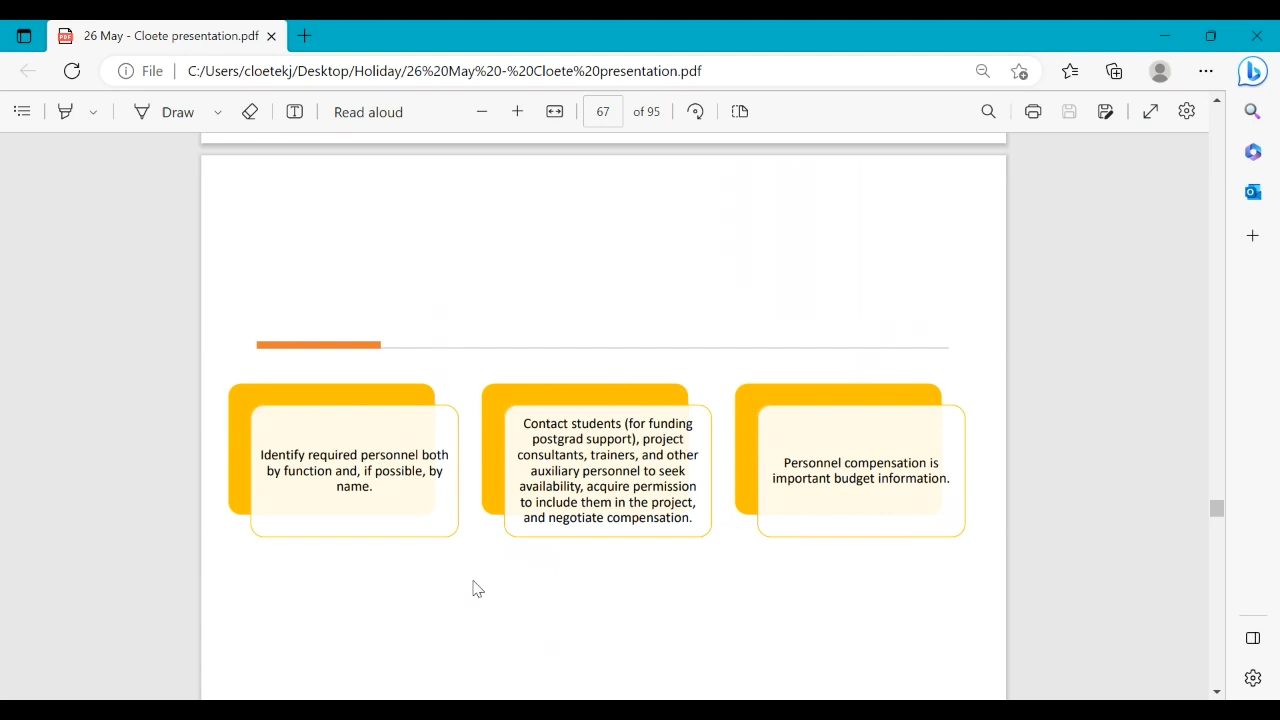 26 May - Cloete presentation.pdf
File
C:/Users/cloetekj/Desktop/Holiday/26%20May%20-%20Cloete%20presentation.pdf
Draw
Read aloud
67
of 95
Identify required personnel both
by function and, if possible, by
name.
Contact students (for funding
postgrad support), project
consultants, trainers, and other
auxiliary personnel to seek
availability, acquire permission
to include them in the project,
and negotiate compensation.
Personnel compensation is
important budget information.